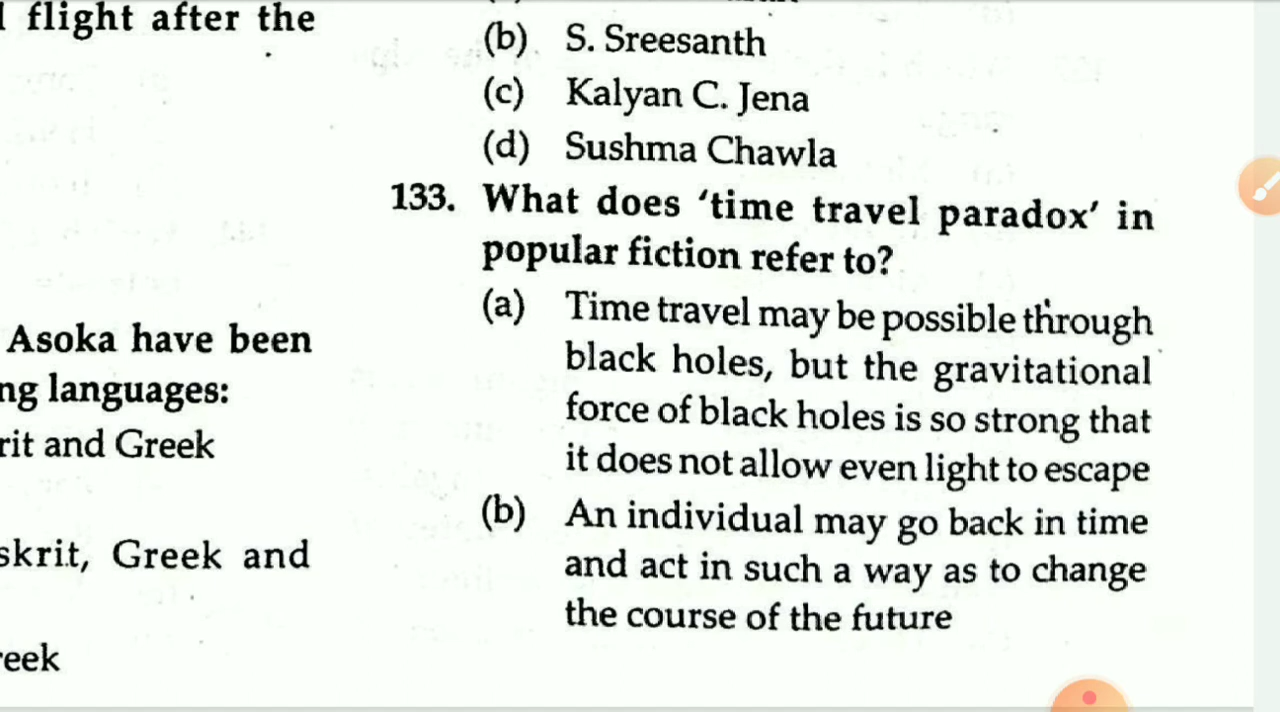 l flight after the
Asoka have been
ng languages:
rit and Greek
skrit, Greek and
reek
(b) S. Sreesanth
(c) Kalyan C. Jena
(d) Sushma Chawla
133. What does ‘time travel paradox’ in
popular fiction refer to?
(a) Time travel may be possible through
black holes, but the gravitational
force of black holes is so strong that
it does not allow even light to escape
(b) An individual may go back in time
and act in such a way as to change
the course of the future